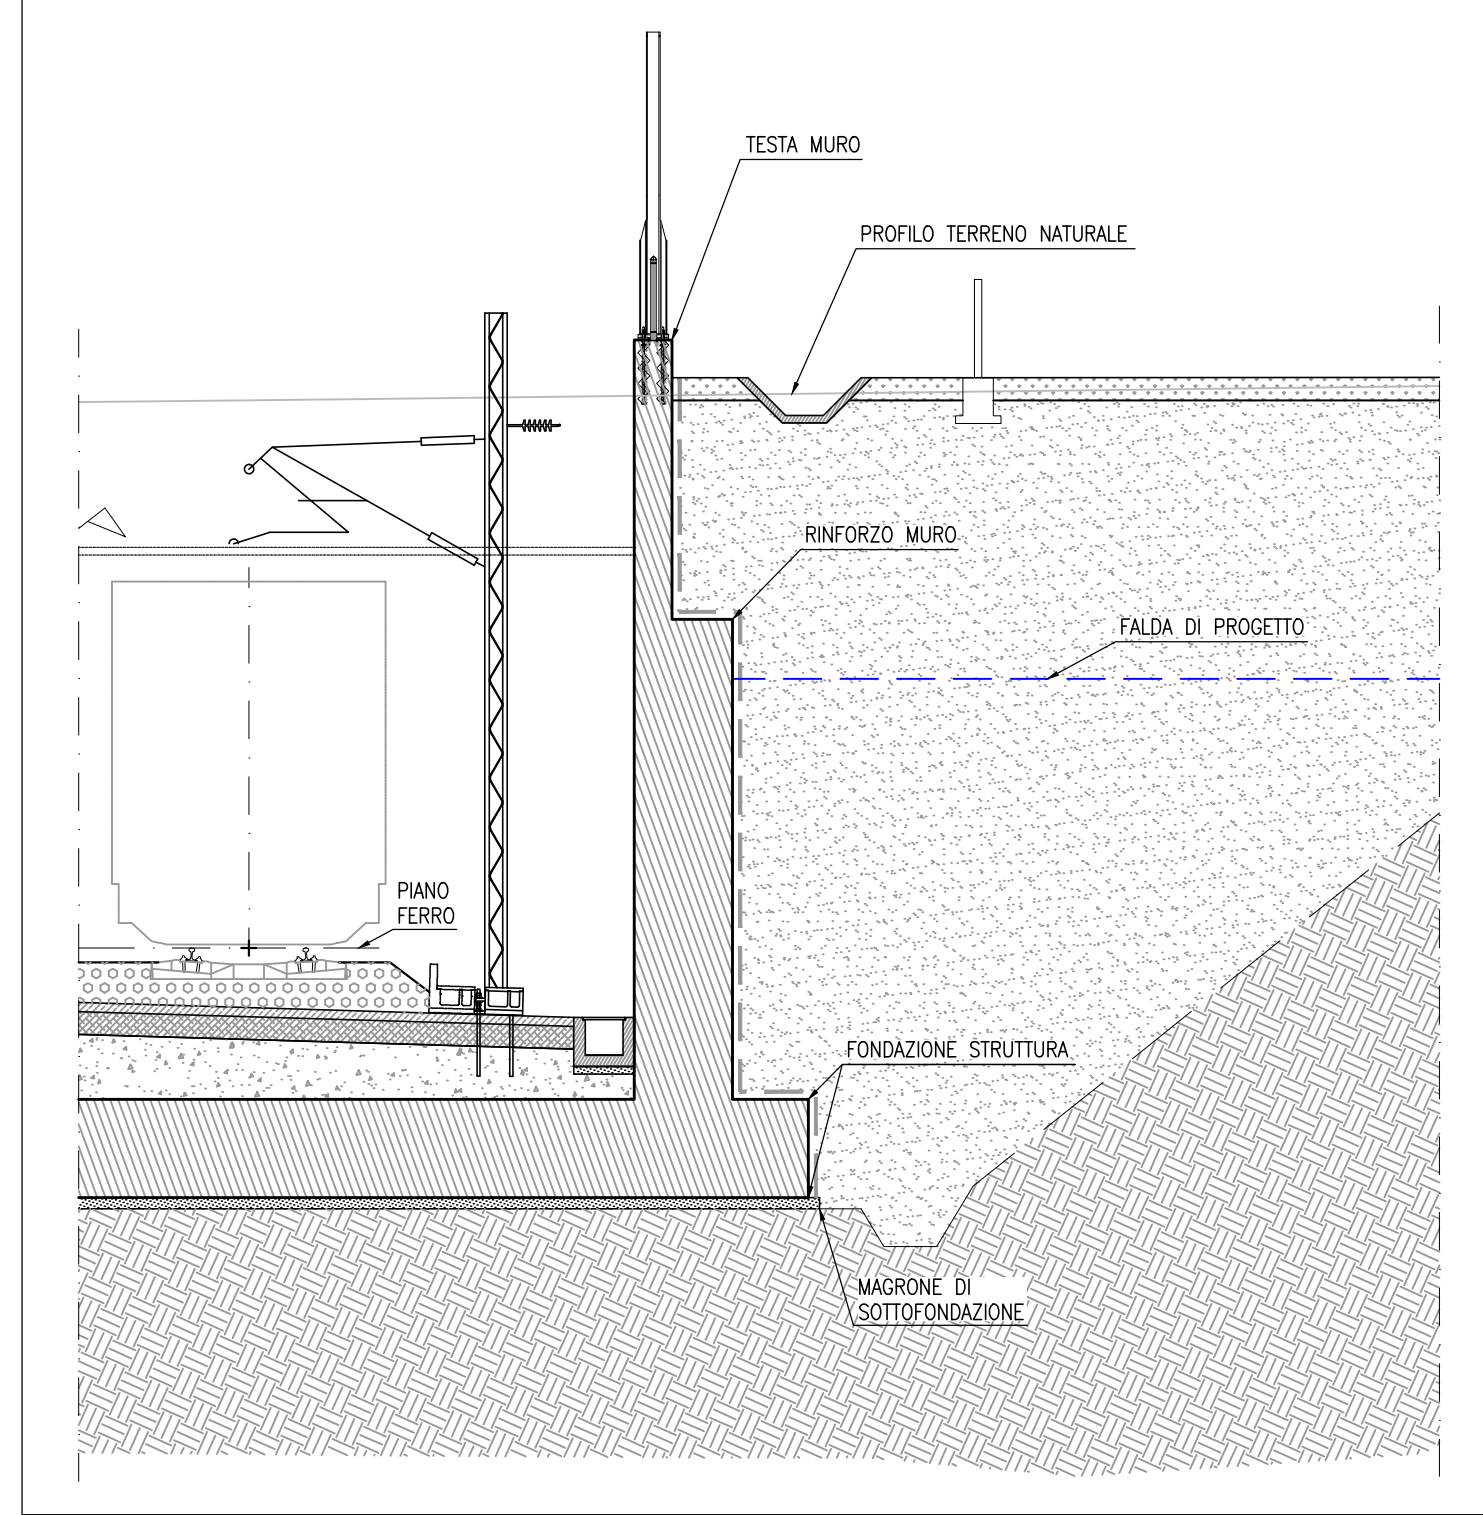 TESTA MURO
PROFILO TERRENO NATURALE
RINFORZO MURO
FALDA DI PROGETTO
PIANO
FERRO
FONDAZIONE STRUTTURA
MAGRONE DI
SOTTOFONDAZIONE